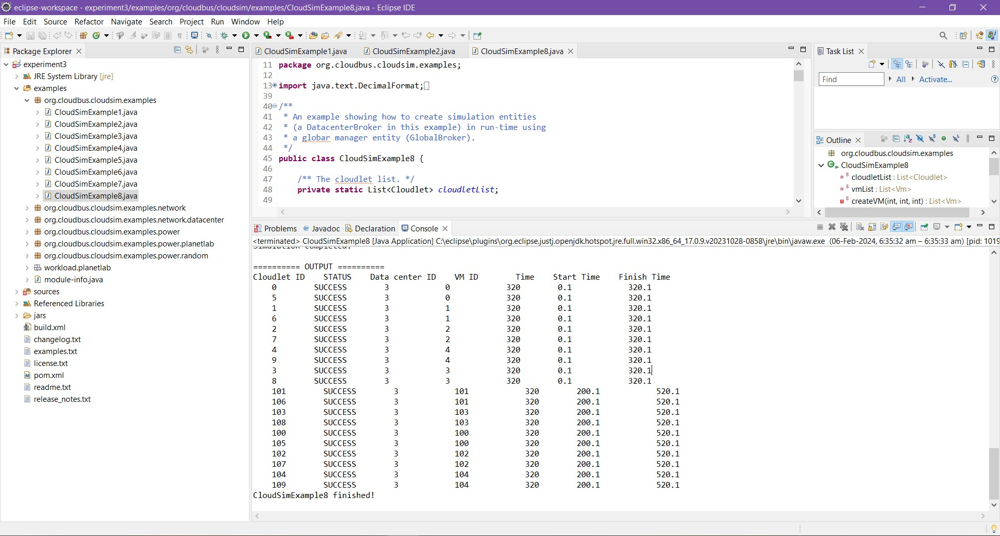 eclipse-workspace - experiment3/examples/org/cloudbus/cloudsim/examples/CloudSimExample8.java - Eclipse IDE
File Edit Source Refactor Navigate Search Project Run Window Help
Package Explorer
experiment3
JRE System Library [jre]
examples
org.cloudbus.cloudsim.examples
CloudSimExample1.java
CloudSimExample2.java
CloudSimExample3.java
CloudSimExample4.java
CloudSimExample5.java
CloudSimExample6.java
CloudSimExample7.java
CloudSimExample8.java
org.cloudbus.cloudsim.examples.network
org.cloudbus.cloudsim.examples.network.datacenter
org.cloudbus.cloudsim.examples.power
org.cloudbus.cloudsim.examples.power.planetlab
org.cloudbus.cloudsim.examples.power.random
workload.planetlab
module-info.java
sources
Referenced Libraries
jars
build.xml
changelog.txt
examples.txt
license.txt
pom.xml
readme.txt
release_notes.txt
CloudSimExample1.java CloudSimExample2.java CloudSimExample8.java
11 package org.cloudbus.cloudsim.examples;
12
13 import java.text.DecimalFormat;
39
40 /**
41 * An example showing how to create simulation entities
42 * (a DatacenterBroker in this example) in run-time using
43 * a globar manager entity (GlobalBroker).
44 */
45 public class CloudSimExample8 {
46
47 /** The cloudlet list. */
48 private static List<Cloudlet> cloudletList;
49
Task List
Find All Activate...
Outline
org.cloudbus.cloudsim.examples
CloudSimExample8
cloudletList : List<Cloudlet>
vmList : List<Vm>
createVM(int, int, int) : List<Vm>
Problems Javadoc Declaration Console
<terminated> CloudSimExample8 [Java Application] C:\eclipse\plugins\org.eclipse.justj.openjdk.hotspot.jre.full.win32.x86_64_17.0.9.v20231028-0858\jre\bin\javaw.exe (06-Feb-2024, 6:35:32 am – 6:35:33 am) [pid: 1019
Simulation completed.
========== OUTPUT ==========
Cloudlet ID STATUS Data center ID VM ID Time Start Time Finish Time
0 SUCCESS 3 0 320 0.1 320.1
5 SUCCESS 3 0 320 0.1 320.1
1 SUCCESS 3 1 320 0.1 320.1
6 SUCCESS 3 1 320 0.1 320.1
2 SUCCESS 3 2 320 0.1 320.1
7 SUCCESS 3 2 320 0.1 320.1
4 SUCCESS 3 4 320 0.1 320.1
9 SUCCESS 3 4 320 0.1 320.1
3 SUCCESS 3 3 320 0.1 320.1
8 SUCCESS 3 3 320 0.1 320.1
101 SUCCESS 3 101 320 200.1 520.1
106 SUCCESS 3 101 320 200.1 520.1
103 SUCCESS 3 103 320 200.1 520.1
108 SUCCESS 3 103 320 200.1 520.1
100 SUCCESS 3 100 320 200.1 520.1
105 SUCCESS 3 100 320 200.1 520.1
102 SUCCESS 3 102 320 200.1 520.1
107 SUCCESS 3 102 320 200.1 520.1
104 SUCCESS 3 104 320 200.1 520.1
109 SUCCESS 3 104 320 200.1 520.1
CloudSimExample8 finished!